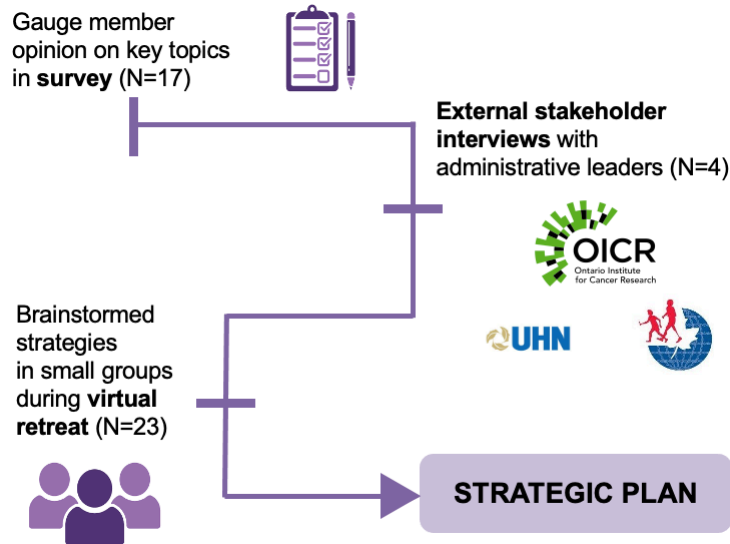 Gauge member
opinion on key topics
in survey (N=17)
External stakeholder
interviews with
administrative leaders (N=4)
OICR
Ontario Institute
for Cancer Research
UHN
Brainstormed
strategies
in small groups
during virtual
retreat (N=23)
STRATEGIC PLAN